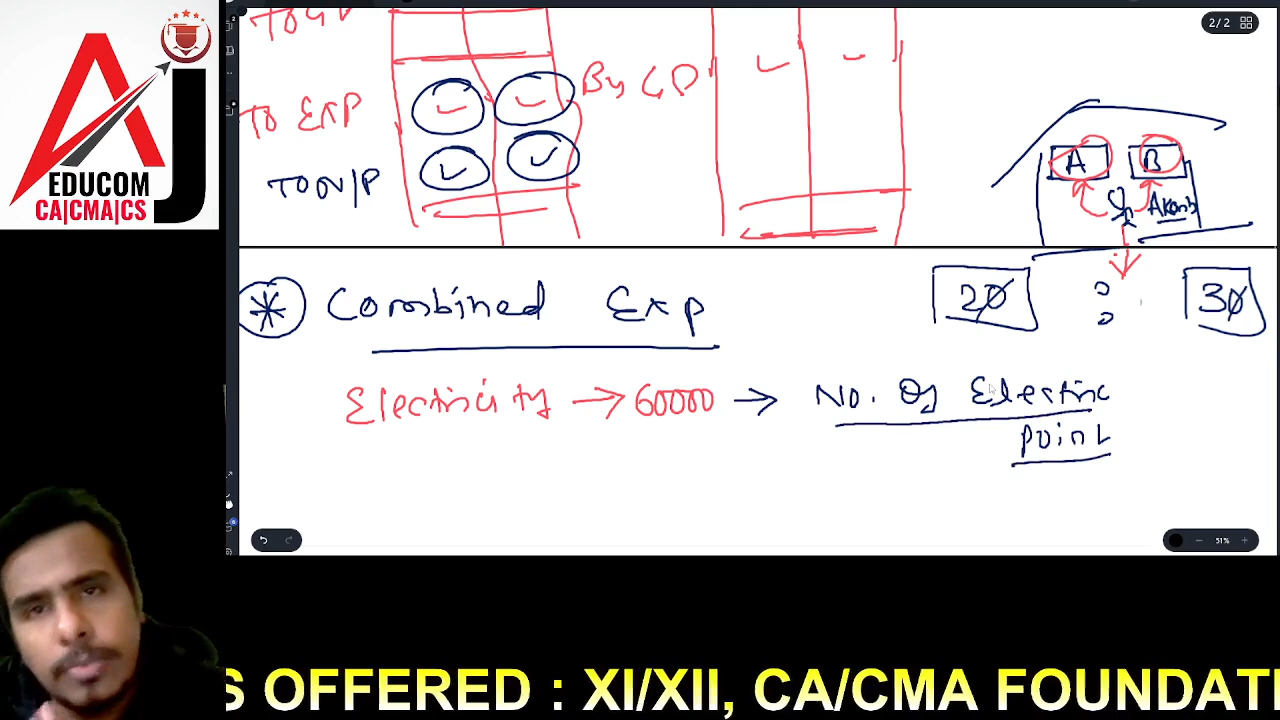 2/2
By GP
TO EXP
TO N/P
A B
EDUCOM
CA|CMA|CS
* Combined Exp
20 : 30
Electricity → 60000 → No. Of Electric
point
51%
S OFFERED : XI/XII, CA/CMA FOUNDATI